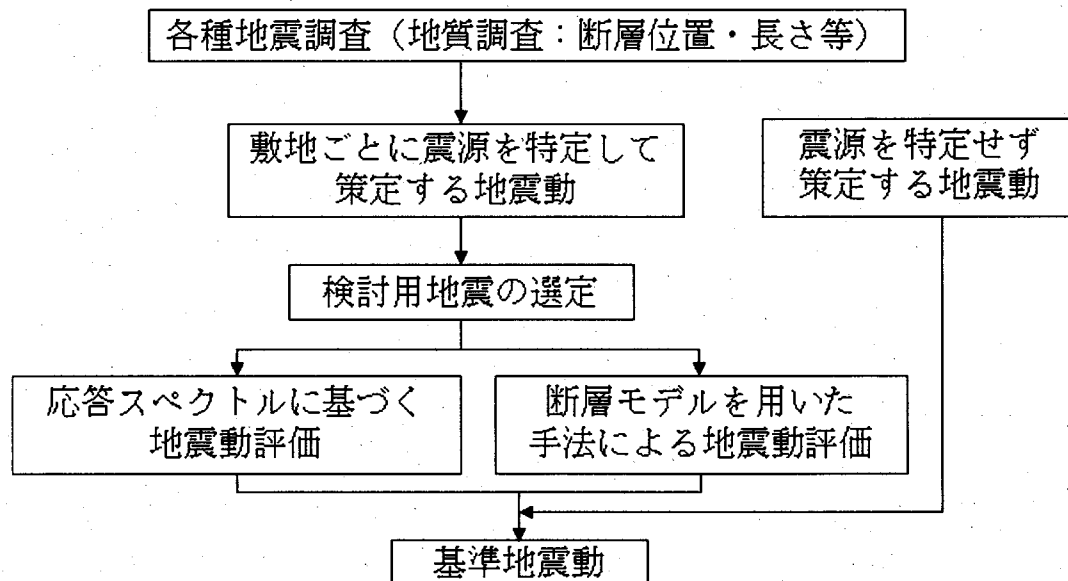 各種地震調査（地質調査：断層位置・長さ等）
敷地ごとに震源を特定して
策定する地震動
震源を特定せず
策定する地震動
検討用地震の選定
応答スペクトルに基づく
地震動評価
断層モデルを用いた
手法による地震動評価
基準地震動